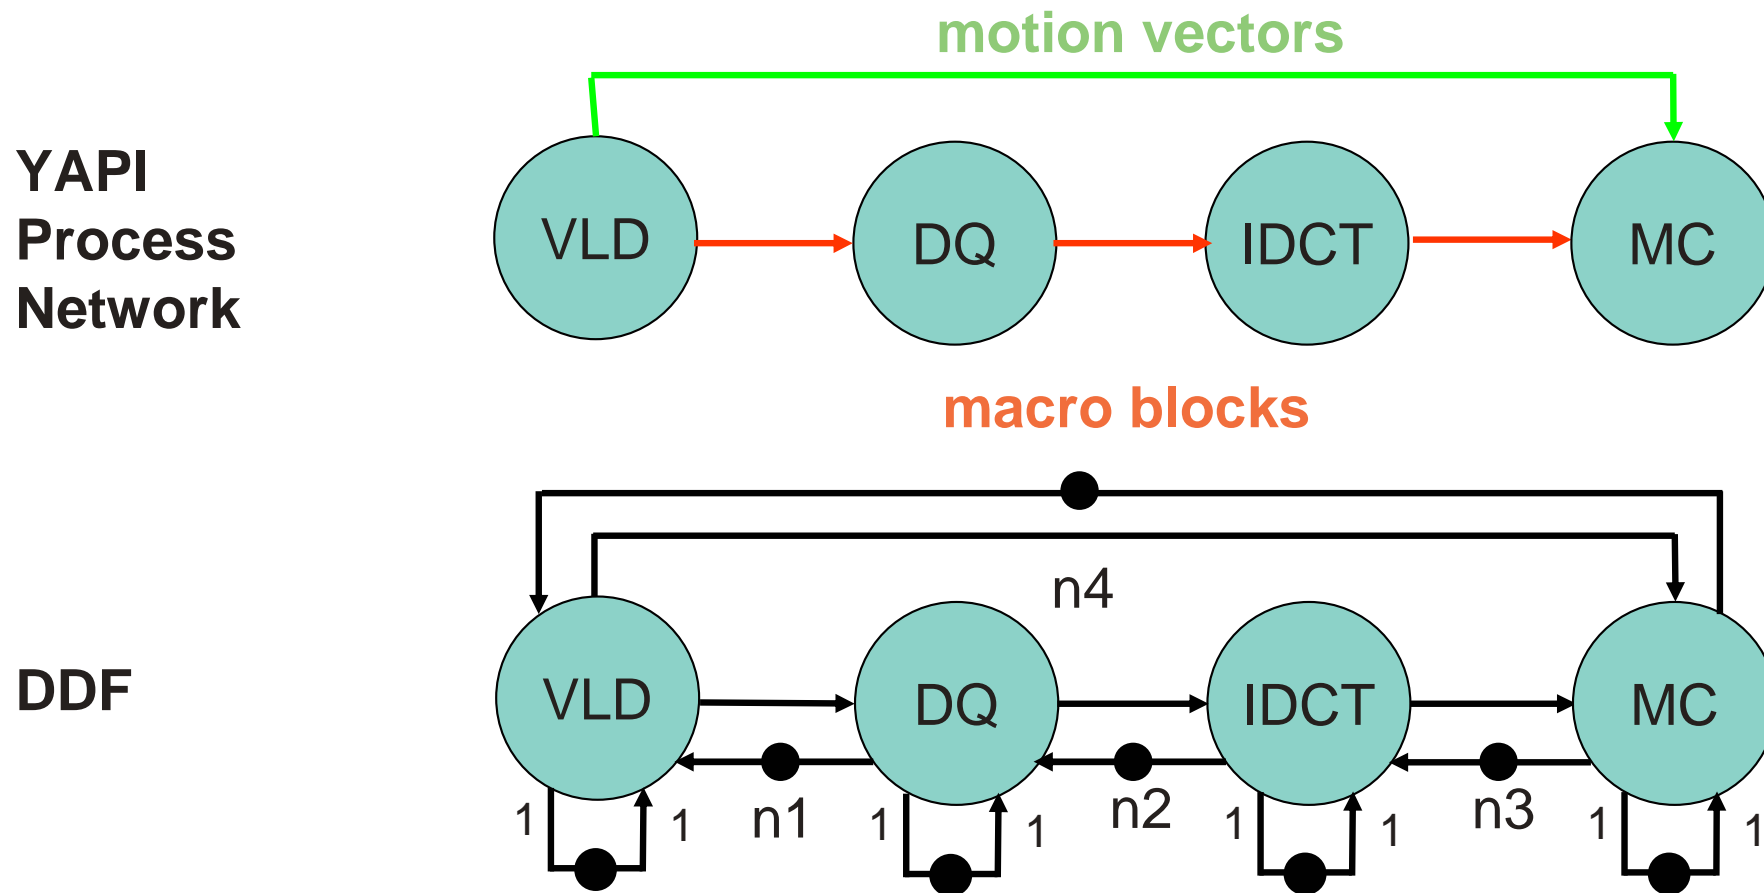 motion vectors
YAPI
Process
Network
VLD
DQ
IDCT
MC
macro blocks
n4
DDF
VLD
DQ
IDCT
MC
1
1
n1
1
1
n2
1
1
n3
1
1